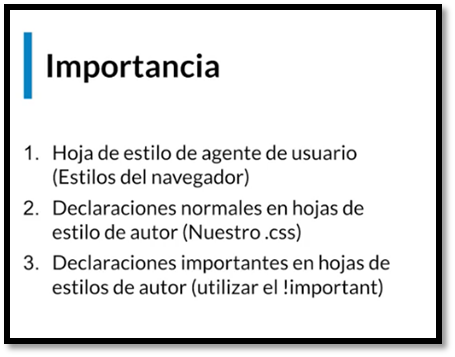 Importancia
1. Hoja de estilo de agente de usuario
(Estilos del navegador)
2. Declaraciones normales en hojas de
estilo de autor (Nuestro .css)
3. Declaraciones importantes en hojas de
estilos de autor (utilizar el !important)